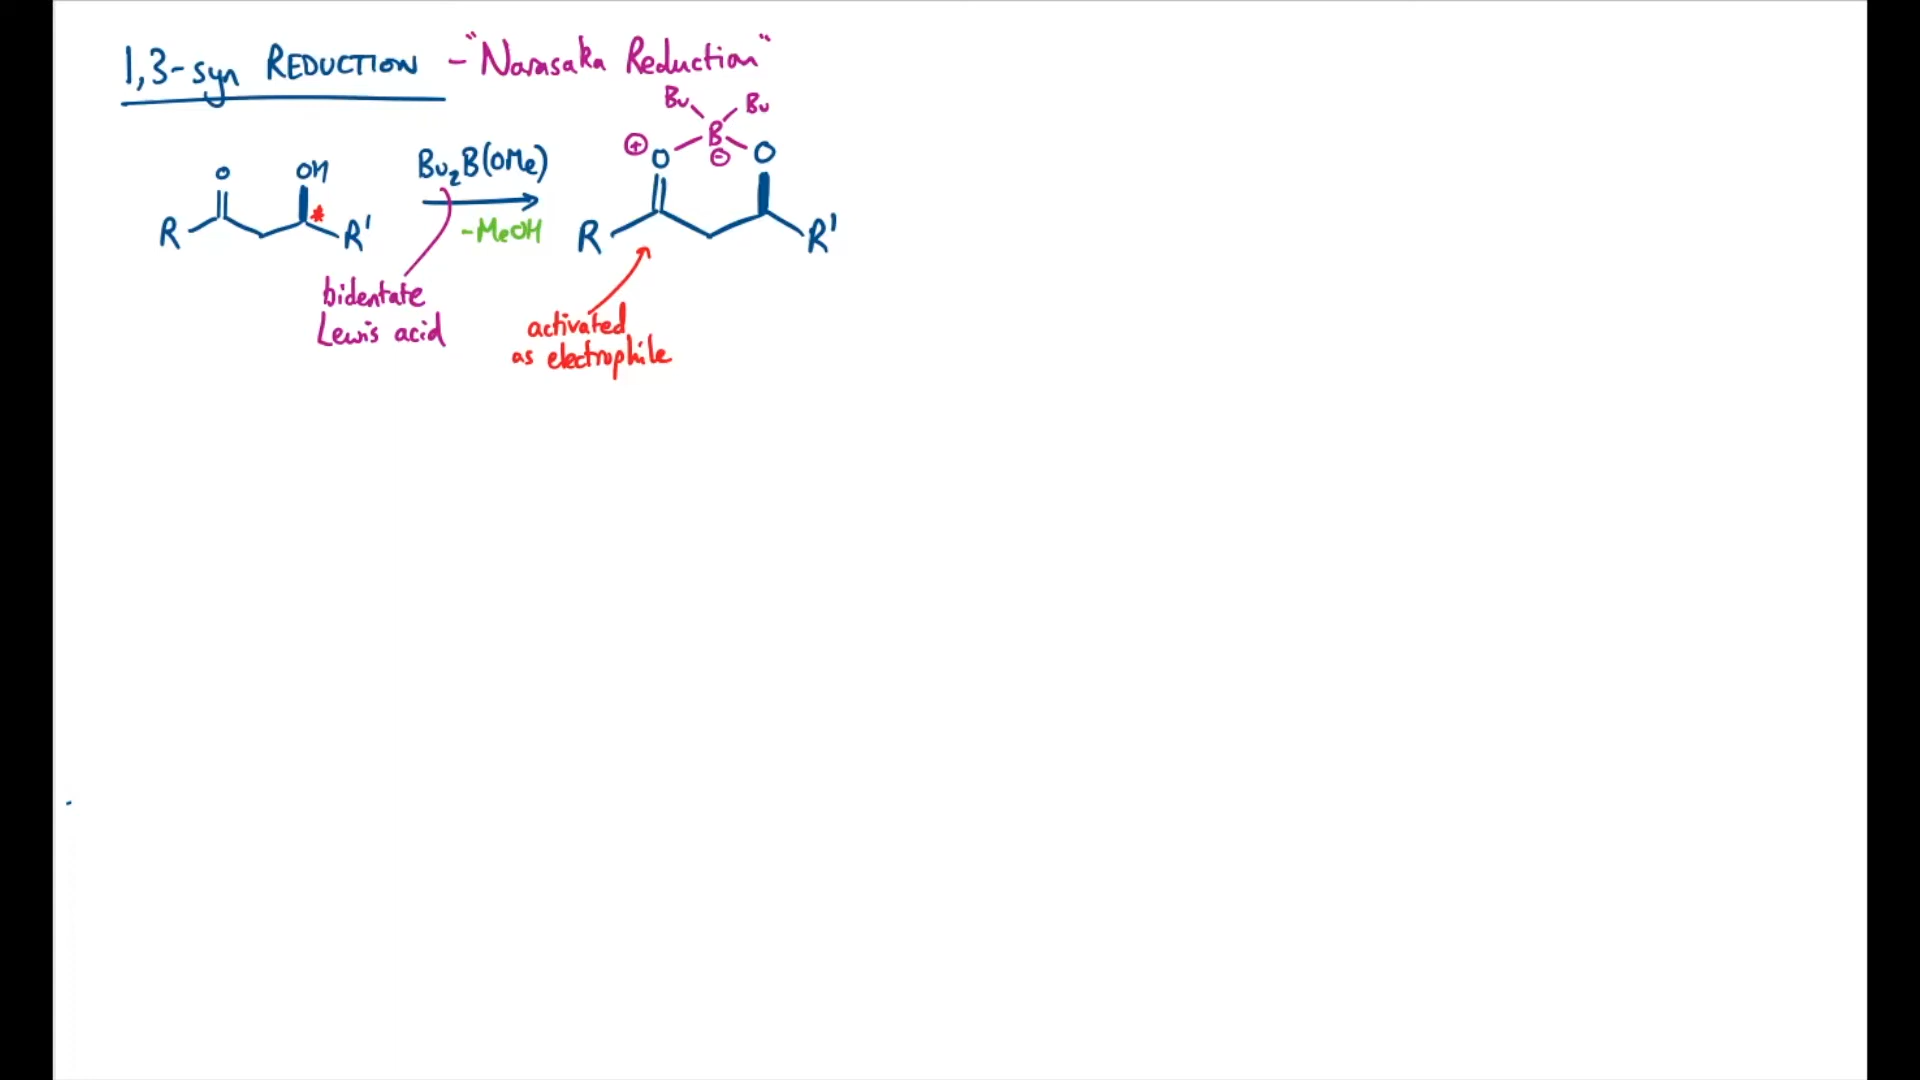 1,3-syn REDUCTION - "Narasaka Reduction"
Bu Bu
B
⊕ ⊖
O O
O OH
Bu₂B(OMe)
* -MeOH
R R'
R R'
bidentate
Lewis acid
activated
as electrophile